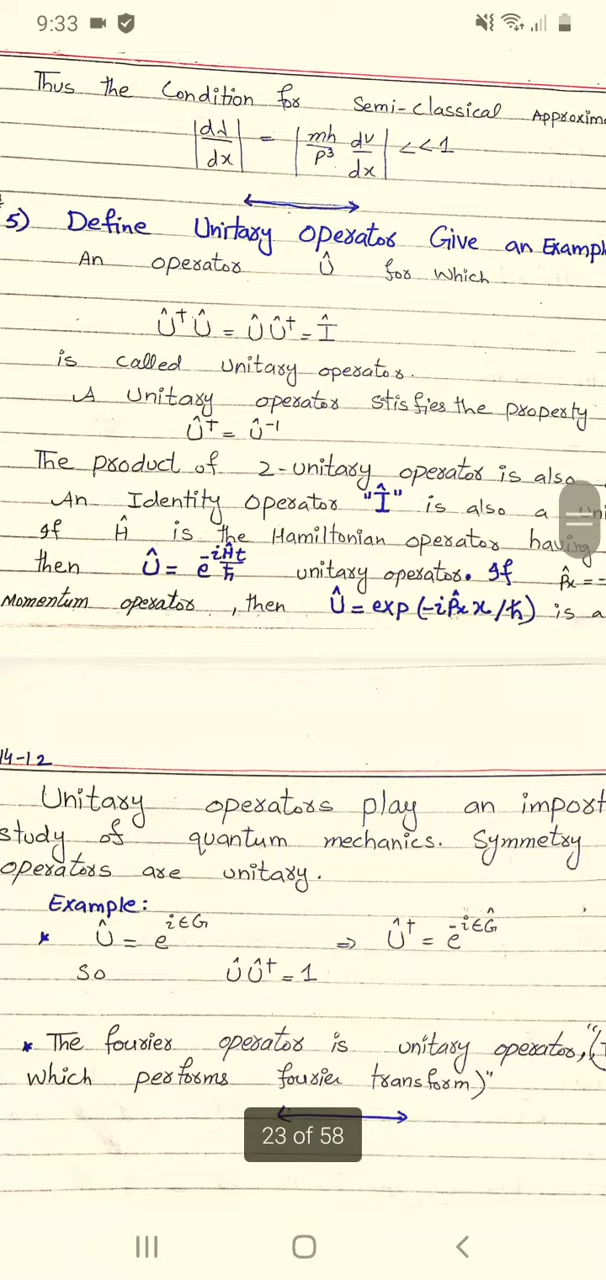 9:33
Thus the Condition for Semi-classical Approxim
|dλ/dx| = |mħ/P³ dv/dx| <<1
5) Define Unitary Operator Give an Exampl
An operator Û for which
Û†Û = ÛÛ† = Î
is called unitary operator.
A unitary operator stisfies the property
Û† = Û⁻¹
The product of 2-unitary operator is also
An Identity operator "Î" is also a uni
If Ĥ is the Hamiltonian operator having
then Û = e^-iĤt/ħ unitary operator. If P̂x = -
Momentum operator, then Û = exp(-iP̂x x/ħ) is a
14-12
Unitary operators play an import
study of quantum mechanics. Symmetry
operators are unitary.
Example:
* Û = e^iεG ⇒ Û† = e^-iεĜ
So ÛÛ† = 1
* The fourier operator is unitary operator, "(
which performs fourier transform)"
23 of 58